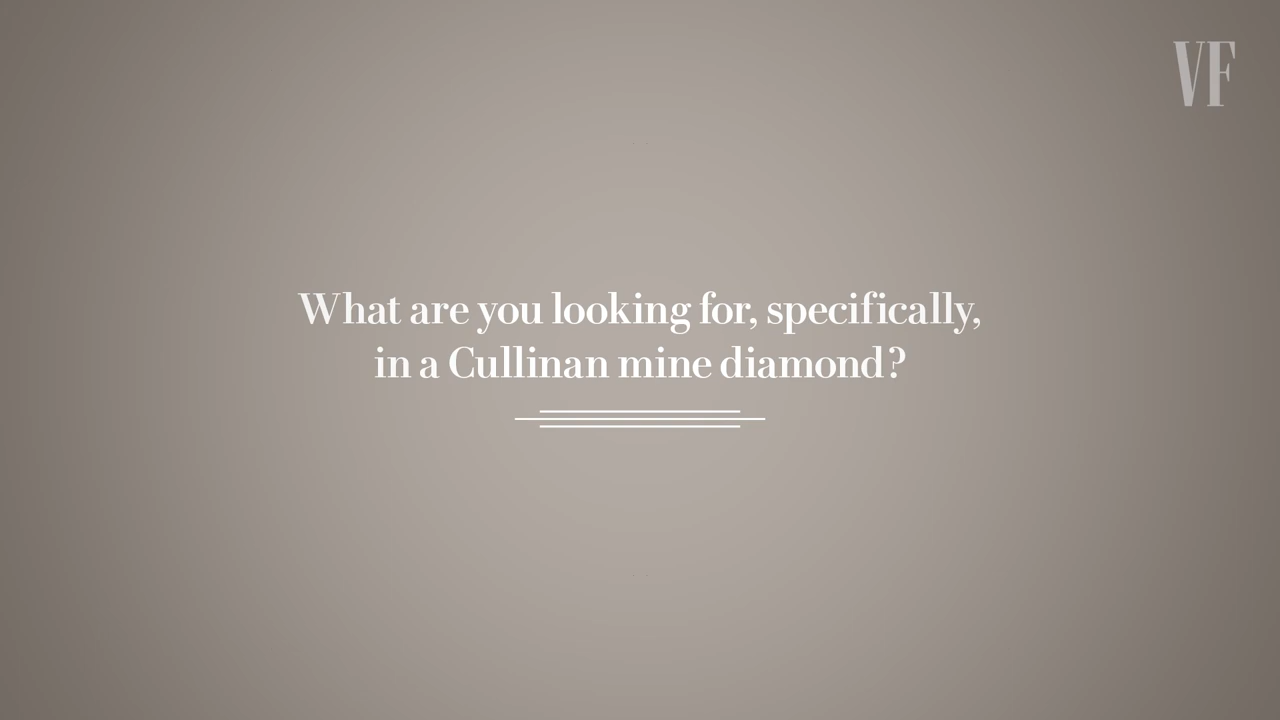 VF
What are you looking for, specifically,
in a Cullinan mine diamond?